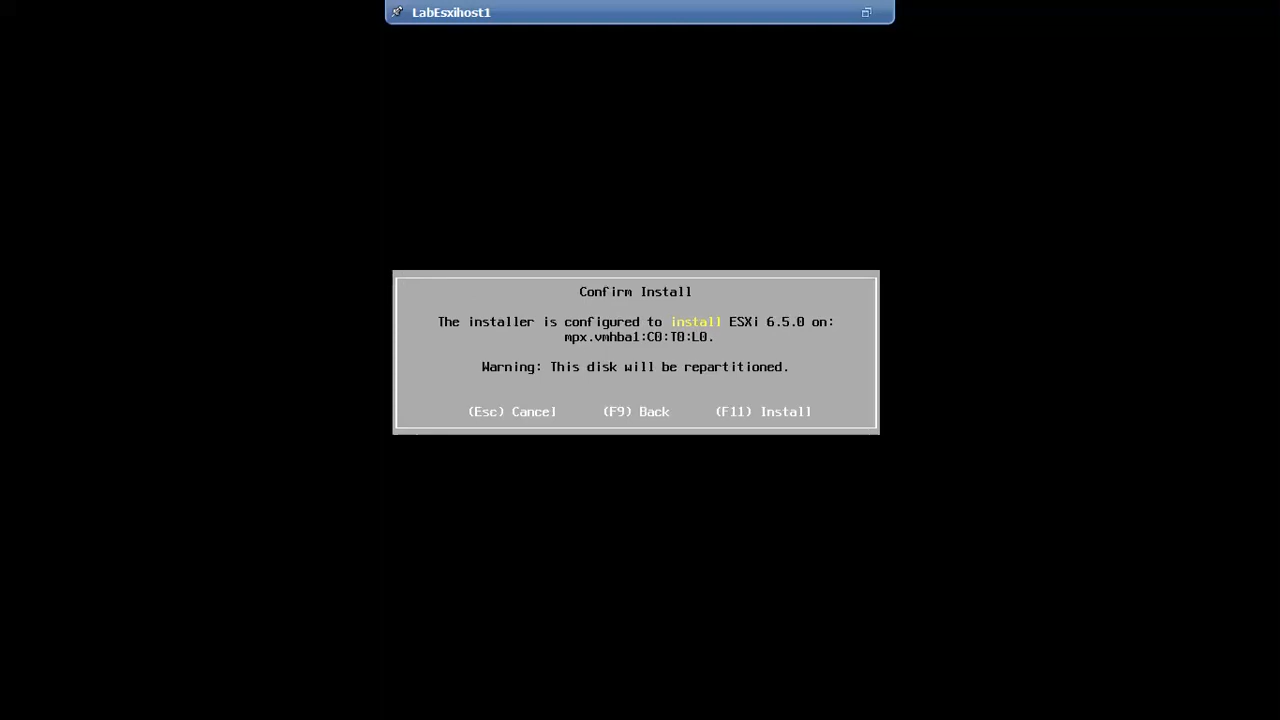 LabEsxihost1
Confirm Install
The installer is configured to install ESXi 6.5.0 on:
mpx.vmhba1:C0:T0:L0.
Warning: This disk will be repartitioned.
(Esc) Cancel (F9) Back (F11) Install